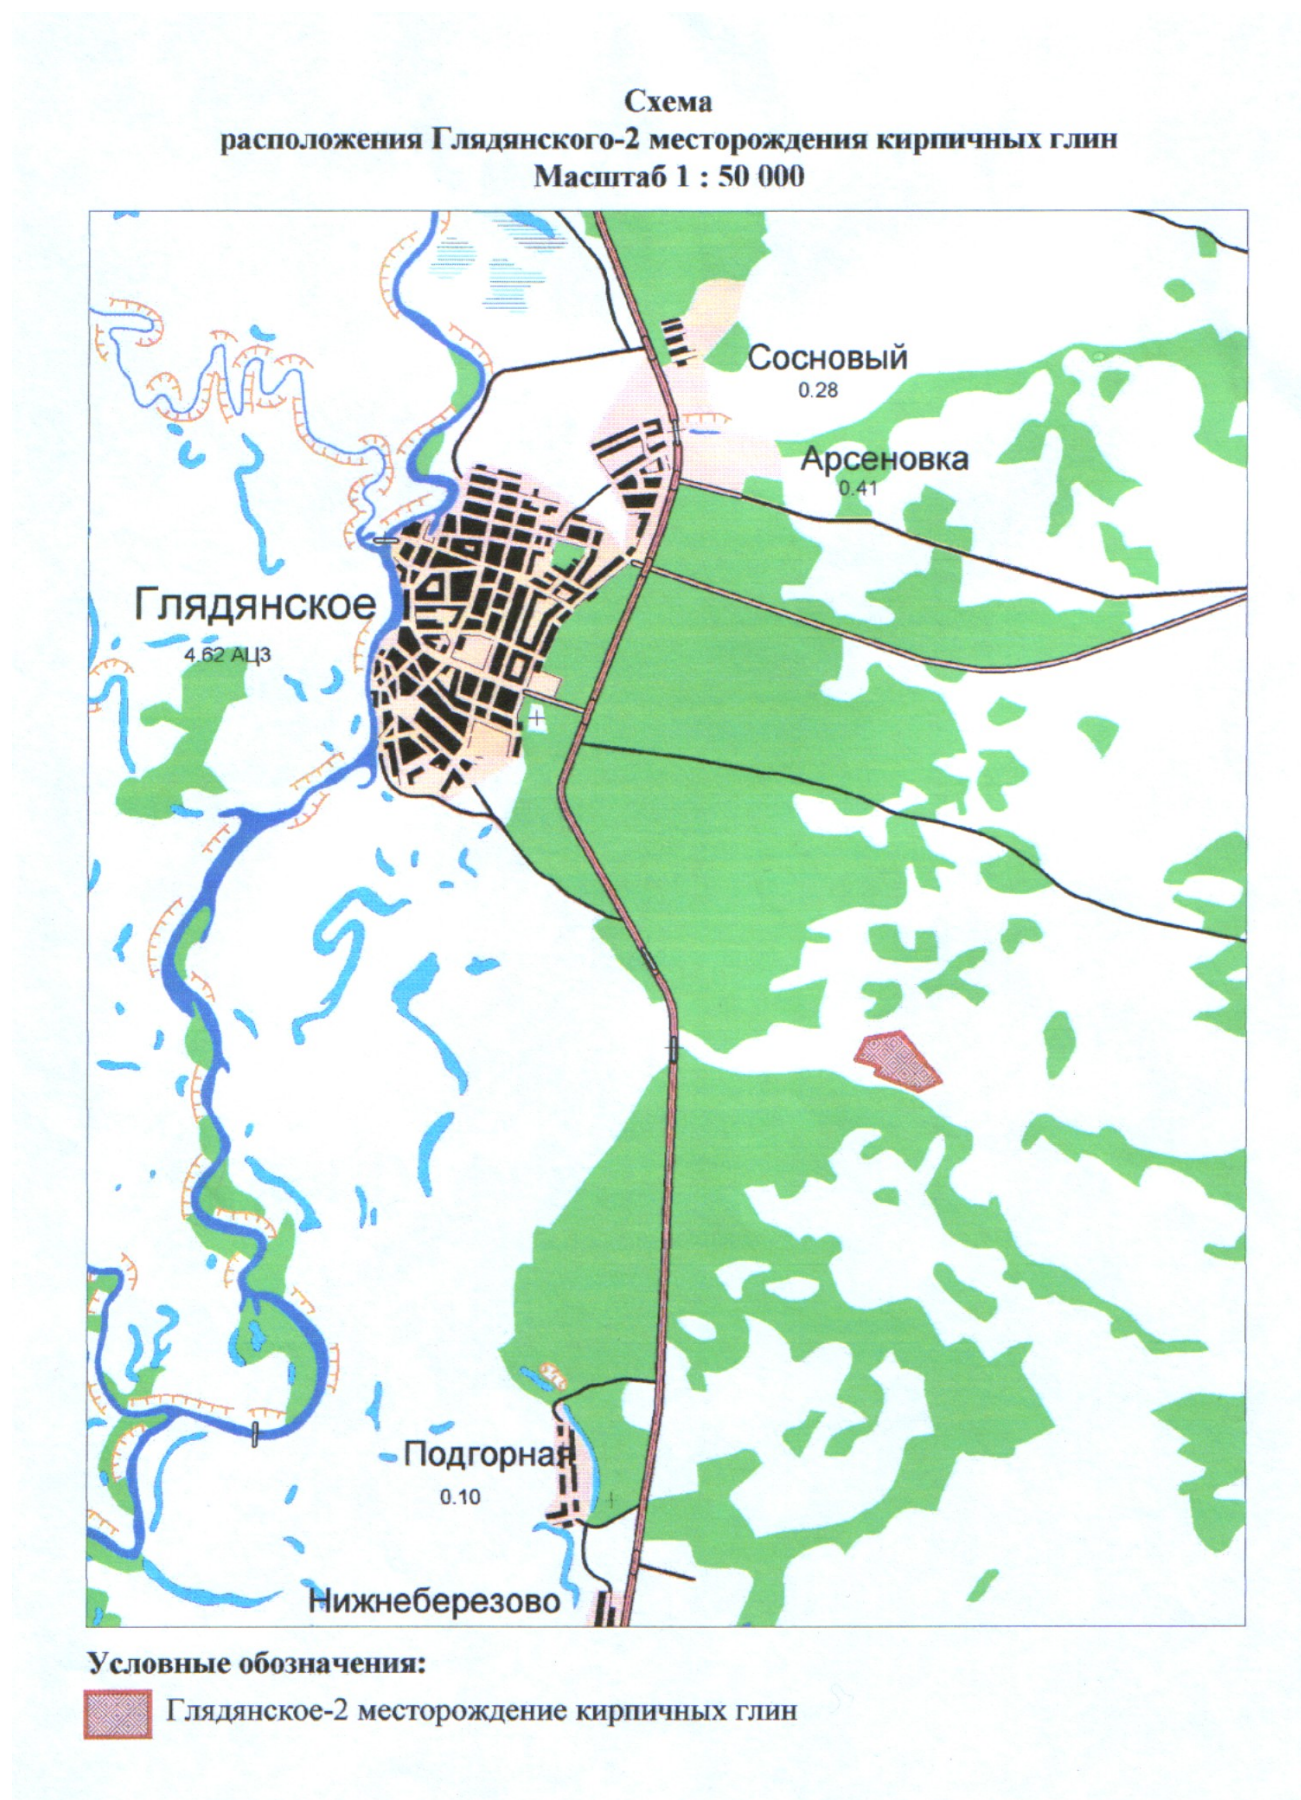 Схема
расположения Глядянского-2 месторождения кирпичных глин
Масштаб 1 : 50 000
Сосновый
0.28
Арсеновка
0.41
Глядянское
4.62 АЦЗ
Подгорная
0.10
Нижнеберезово
Условные обозначения:
Глядянское-2 месторождение кирпичных глин